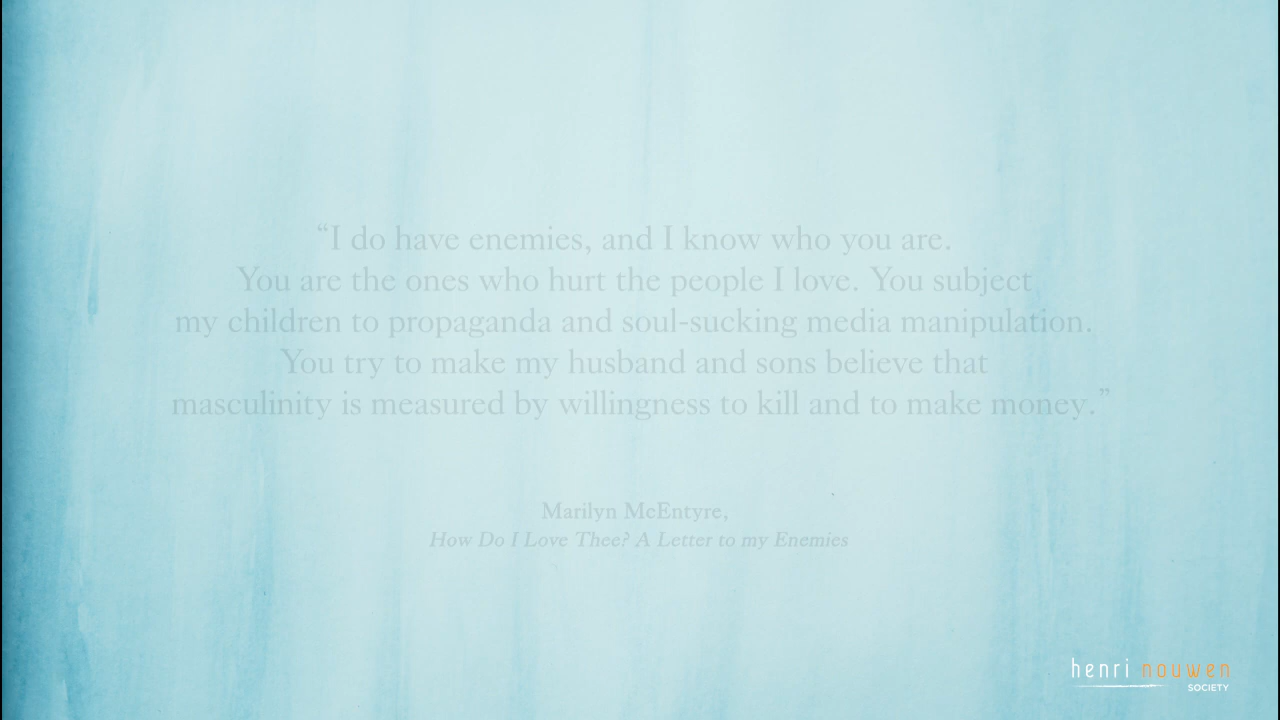 “I do have enemies, and I know who you are.
You are the ones who hurt the people I love. You subject
my children to propaganda and soul-sucking media manipulation.
You try to make my husband and sons believe that
masculinity is measured by willingness to kill and to make money.”
Marilyn McEntyre,
How Do I Love Thee? A Letter to my Enemies
henri nouwen
SOCIETY